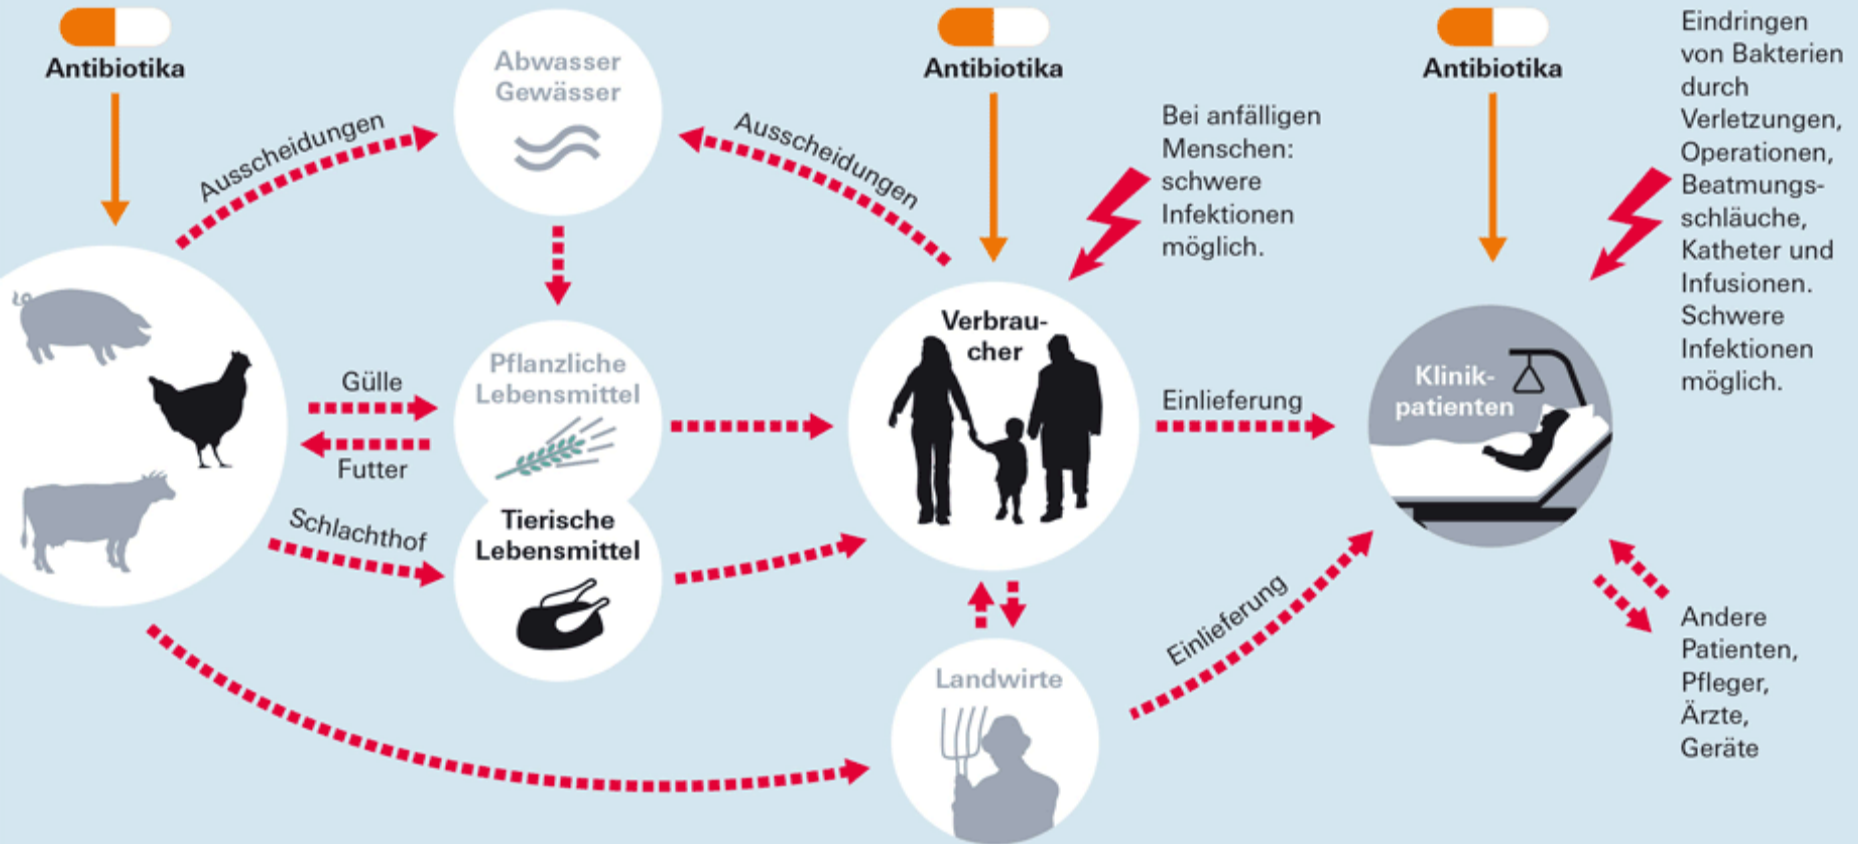 Antibiotika
Ausscheidungen
Abwasser
Gewässer
Ausscheidungen
Antibiotika
Bei anfälligen
Menschen:
schwere
Infektionen
möglich.
Antibiotika
Eindringen
von Bakterien
durch
Verletzungen,
Operationen,
Beatmungs-
schläuche,
Katheter und
Infusionen.
Schwere
Infektionen
möglich.
Gülle
Futter
Schlachthof
Pflanzliche
Lebensmittel
Tierische
Lebensmittel
Verbrau-
cher
Einlieferung
Klinik-
patienten
Landwirte
Einlieferung
Andere
Patienten,
Pfleger,
Ärzte,
Geräte